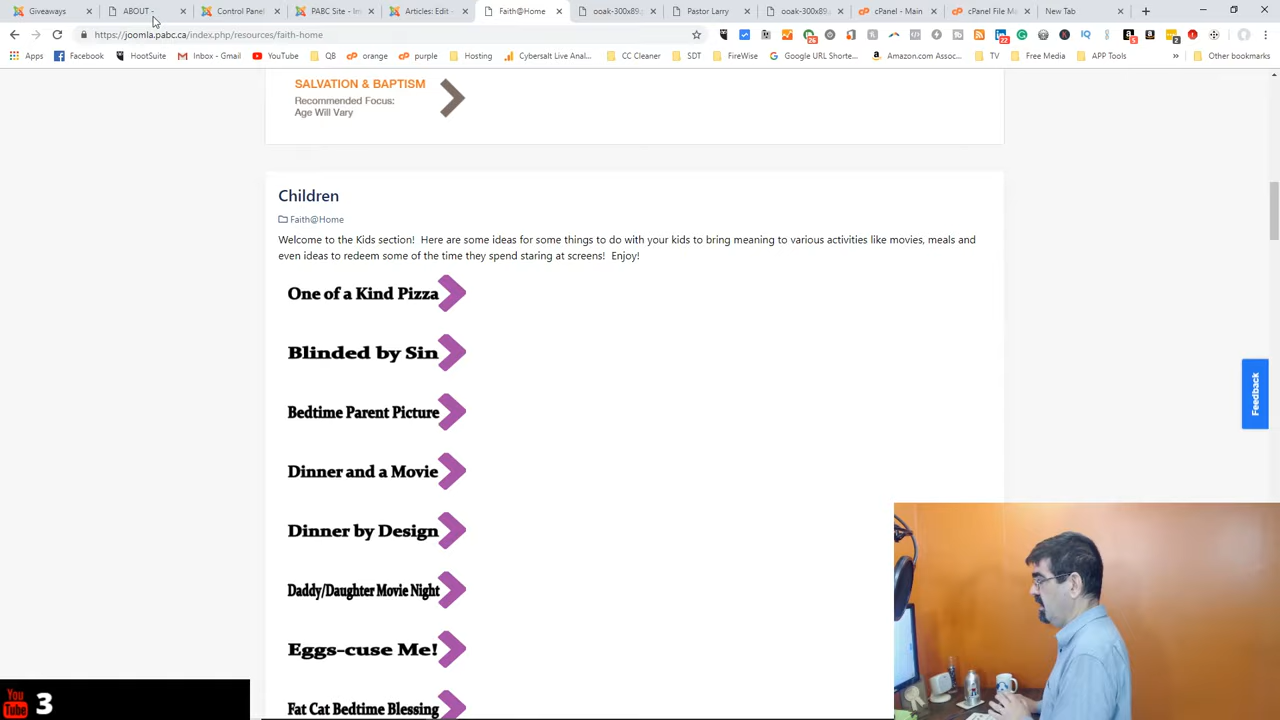 Giveaways
ABOUT -
Control Panel
PABC Site - Im
Articles: Edit -
Faith@Home
ooak-300x89
Pastor Larry
ooak-300x89
cPanel - Main
cPanel File M
New Tab
https://joomla.pabc.ca/index.php/resources/faith-home
Apps
Facebook
HootSuite
Inbox - Gmail
YouTube
QB
orange
purple
Hosting
Cybersalt Live Anal...
CC Cleaner
SDT
FireWise
Google URL Shorte...
Amazon.com Assoc...
TV
Free Media
APP Tools
»
Other bookmarks
SALVATION & BAPTISM
Recommended Focus:
Age Will Vary
Children
Faith@Home
Welcome to the Kids section! Here are some ideas for some things to do with your kids to bring meaning to various activities like movies, meals and
even ideas to redeem some of the time they spend staring at screens! Enjoy!
One of a Kind Pizza
Blinded by Sin
Bedtime Parent Picture
Dinner and a Movie
Dinner by Design
Daddy/Daughter Movie Night
Eggs-cuse Me!
Fat Cat Bedtime Blessing
Feedback
You
Tube
3